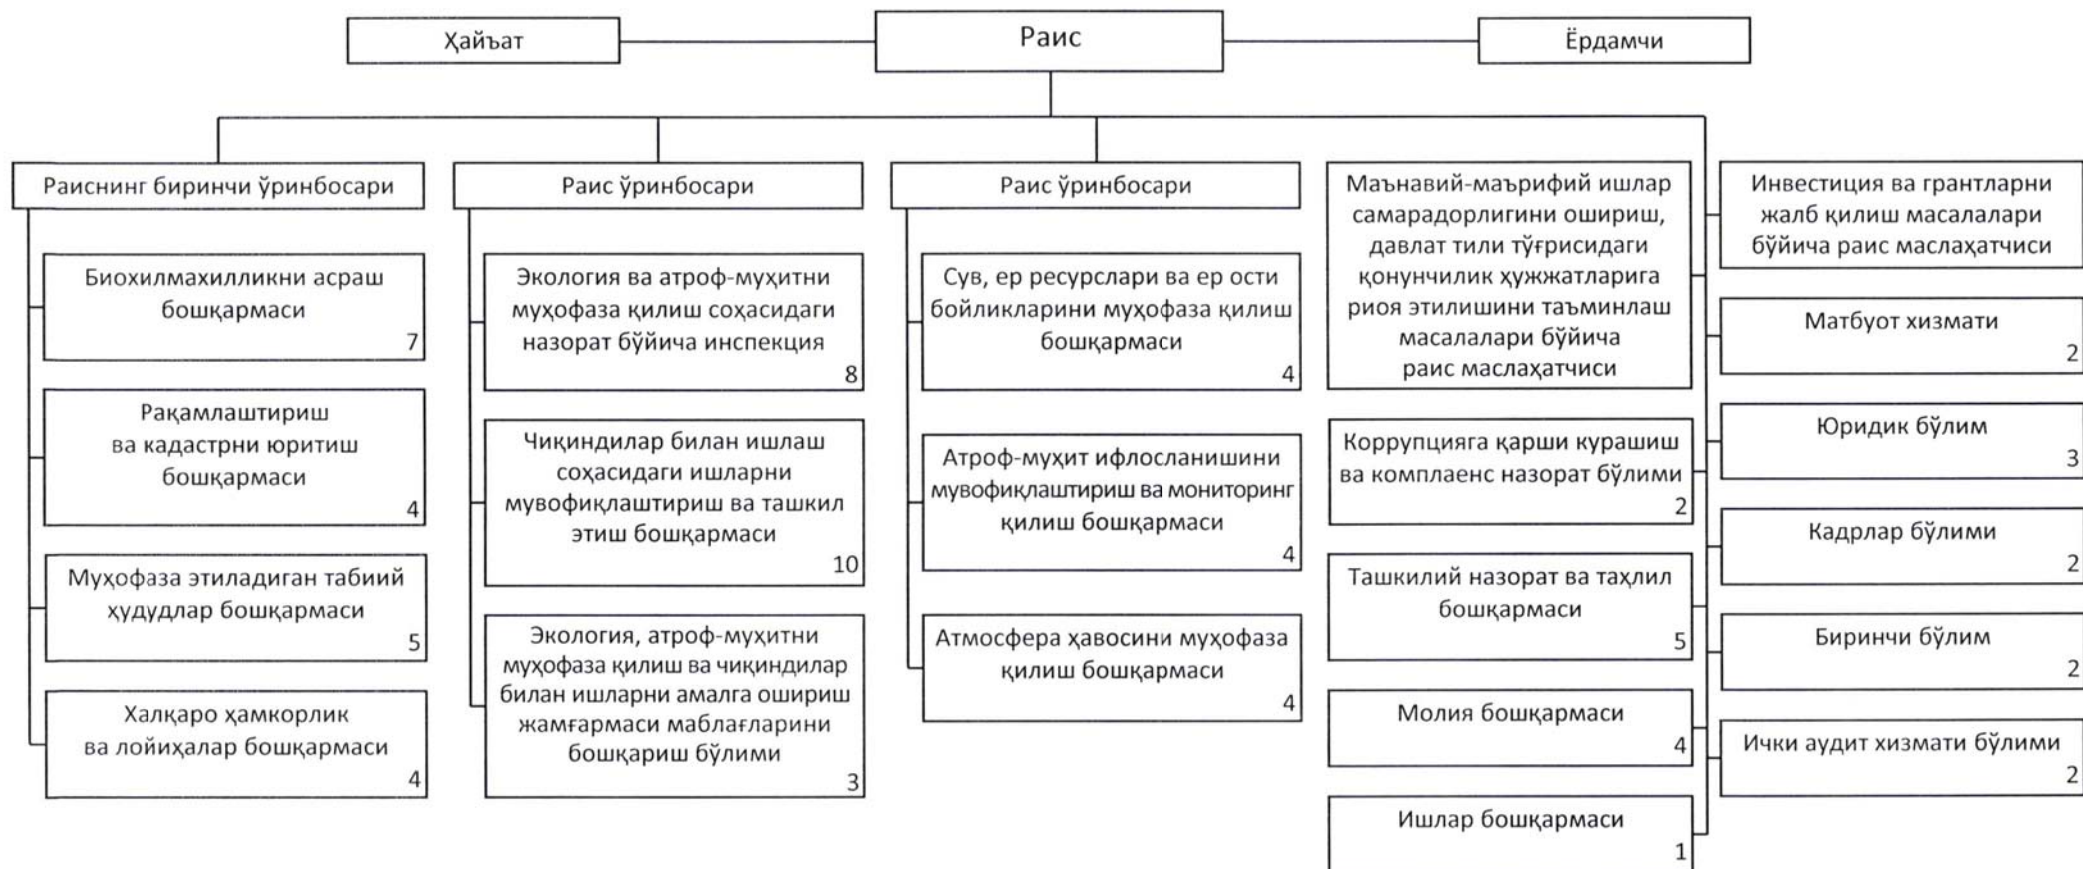 Ҳайъат
Раис
Ёрдамчи
Раиснинг биринчи ўринбосари
Биохилмахилликни асраш
бошқармаси
7
Рақамлаштириш
ва кадастрни юритиш
бошқармаси
4
Муҳофаза этиладиган табиий
ҳудудлар бошқармаси
5
Халқаро ҳамкорлик
ва лойиҳалар бошқармаси
4
Раис ўринбосари
Экология ва атроф-муҳитни
муҳофаза қилиш соҳасидаги
назорат бўйича инспекция
8
Чиқиндилар билан ишлаш
соҳасидаги ишларни
мувофиқлаштириш ва ташкил
этиш бошқармаси
10
Экология, атроф-муҳитни
муҳофаза қилиш ва чиқиндилар
билан ишларни амалга ошириш
жамғармаси маблағларини
бошқариш бўлими
3
Раис ўринбосари
Сув, ер ресурслари ва ер ости
бойликларини муҳофаза қилиш
бошқармаси
4
Атроф-муҳит ифлосланишини
мувофиқлаштириш ва мониторинг
қилиш бошқармаси
4
Атмосфера ҳавосини муҳофаза
қилиш бошқармаси
4
Маънавий-маърифий ишлар
самарадорлигини ошириш,
давлат тили тўғрисидаги
қонунчилик ҳужжатларига
риоя этилишини таъминлаш
масалалари бўйича
раис маслаҳатчиси
Коррупцияга қарши курашиш
ва комплаенс назорат бўлими
2
Ташкилий назорат ва таҳлил
бошқармаси
5
Молия бошқармаси
4
Ишлар бошқармаси
1
Инвестиция ва грантларни
жалб қилиш масалалари
бўйича раис маслаҳатчиси
Матбуот хизмати
2
Юридик бўлим
3
Кадрлар бўлими
2
Биринчи бўлим
2
Ички аудит хизмати бўлими
2